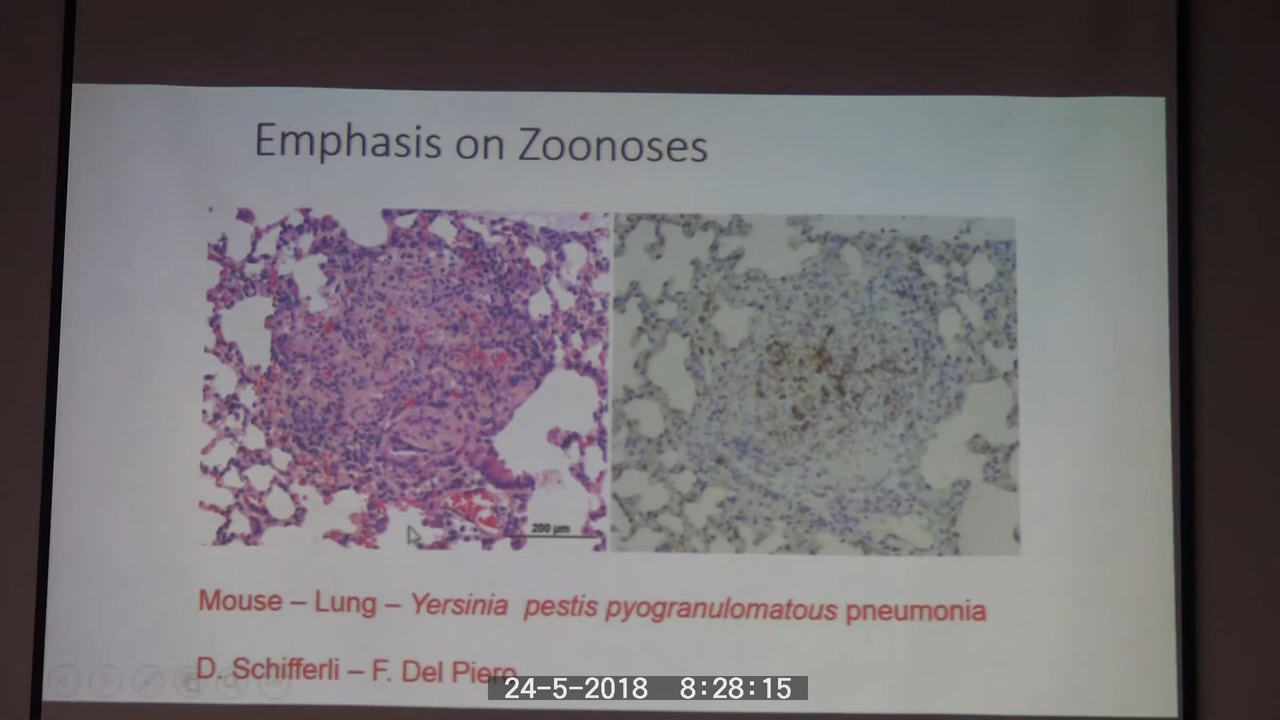 Emphasis on Zoonoses
200 µm
Mouse – Lung – Yersinia pestis pyogranulomatous pneumonia
D. Schifferli – F. Del Piero
24-5-2018 8:28:15